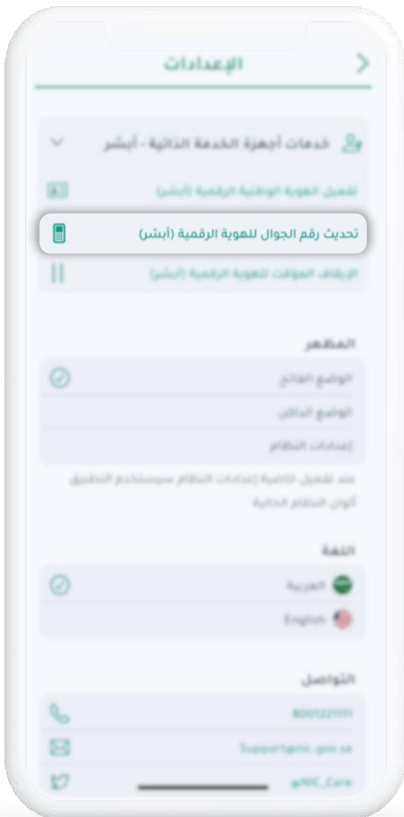 الإعدادات
خدمات أجهزة الخدمة الذاتية - أبشر
تفعيل الهوية الوطنية الرقمية (أبشر)
تحديث رقم الجوال للهوية الرقمية (أبشر)
الإيقاف المؤقت للهوية الرقمية (أبشر)
المظهر
الوضع الفاتح
الوضع الداكن
إعدادات النظام
عند تفعيل خاصية إعدادات النظام سيستخدم التطبيق
ألوان النظام الحالية
اللغة
العربية
English
التواصل
8001221111
Support@nic.gov.sa
@NIC_Care